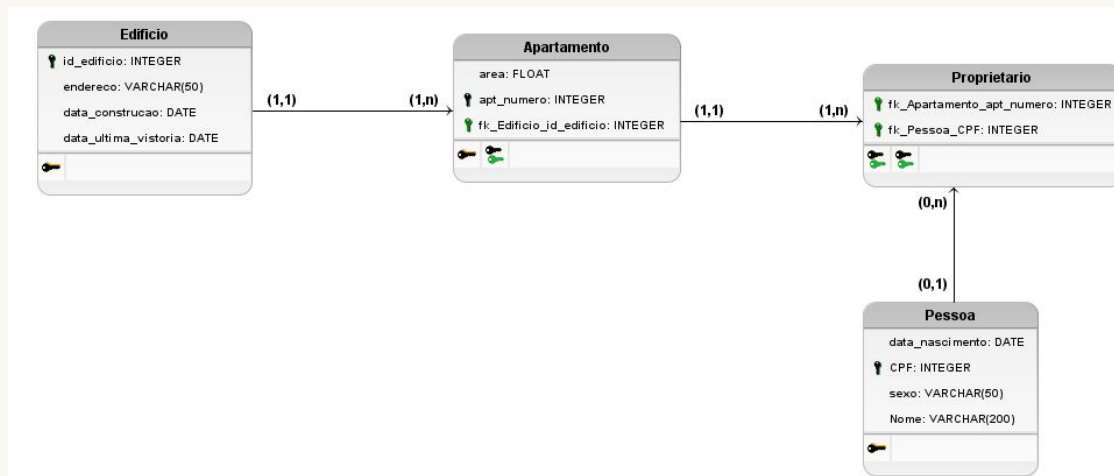 Edificio
id_edificio: INTEGER
endereco: VARCHAR(50)
data_construcao: DATE
data_ultima_vistoria: DATE
(1,1)
(1,n)
Apartamento
area: FLOAT
apt_numero: INTEGER
fk_Edificio_id_edificio: INTEGER
(1,1)
(1,n)
Proprietario
fk_Apartamento_apt_numero: INTEGER
fk_Pessoa_CPF: INTEGER
(0,n)
(0,1)
Pessoa
data_nascimento: DATE
CPF: INTEGER
sexo: VARCHAR(50)
Nome: VARCHAR(200)